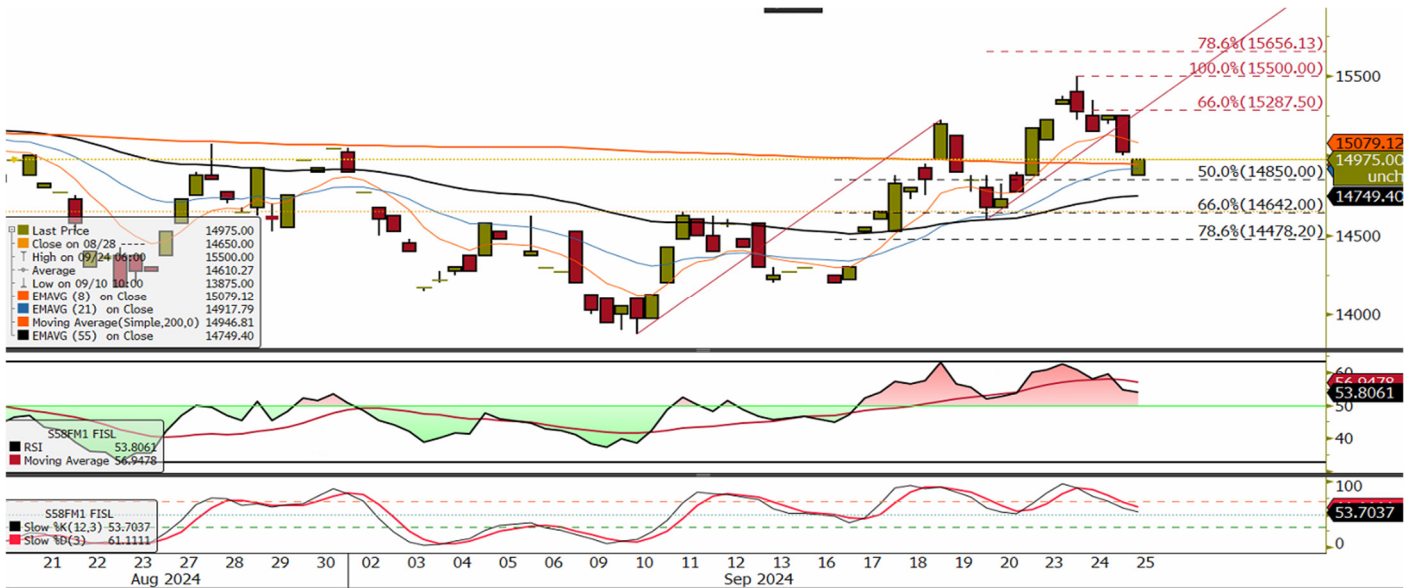 78.6%(15656.13)
100.0%(15500.00)
66.0%(15287.50)
50.0%(14850.00)
66.0%(14642.00)
78.6%(14478.20)
15500
15079.12
14975.00
unch
14749.40
14500
14000
Last Price 14975.00
Close on 08/28 ---- 14650.00
High on 09/24 06:00 15500.00
Average 14610.27
Low on 09/10 10:00 13875.00
EMAVG (8) on Close 15079.12
EMAVG (21) on Close 14917.79
Moving Average(Simple,200,0) 14946.81
EMAVG (55) on Close 14749.40
60
56.9478
53.8061
50
40
S58FM1 FISL
RSI 53.8061
Moving Average 56.9478
100
53.7037
0
S58FM1 FISL
Slow %K(12,3) 53.7037
Slow %D(3) 61.1111
21 22 23 26 27 28 29 30 02 03 04 05 06 09 09 10 11 12 13 16 16 17 18 19 20 23 24 25
Aug 2024 Sep 2024